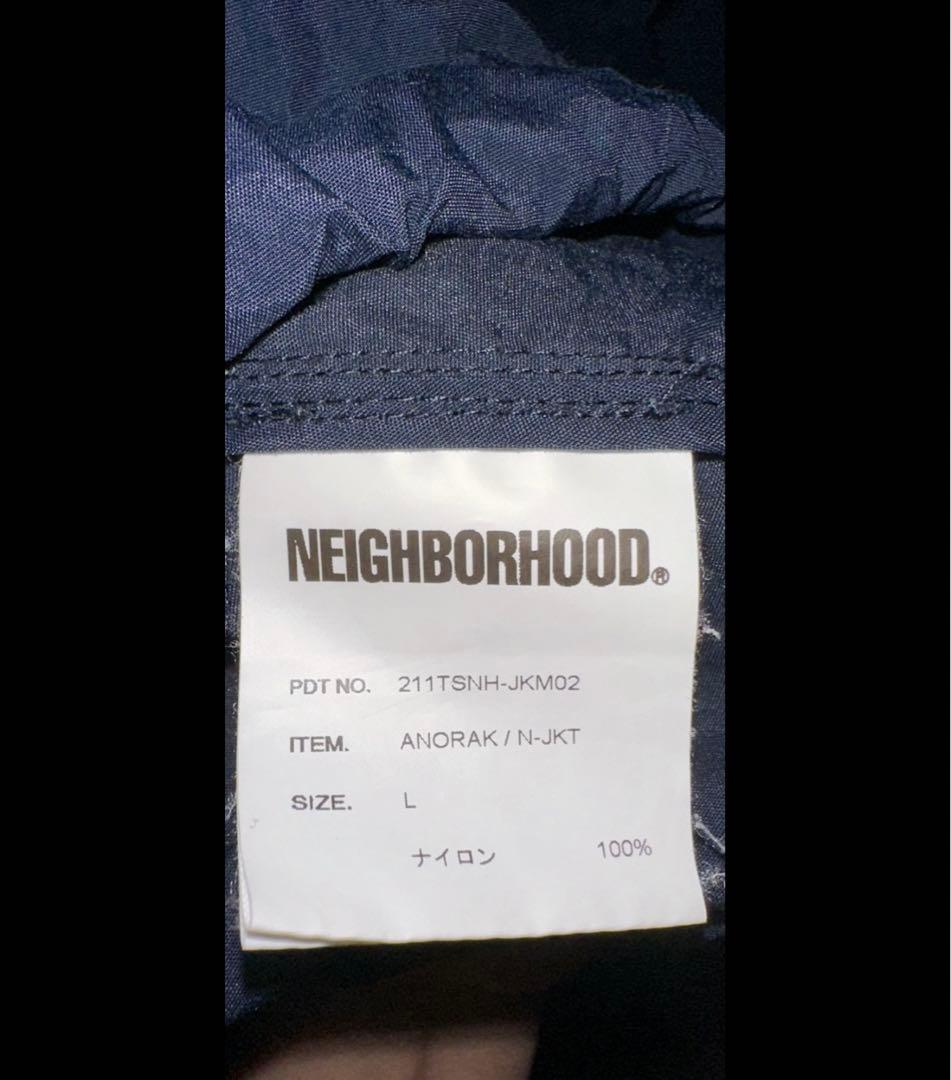 NEIGHBORHOOD.®
PDT NO. 211TSNH-JKM02
ITEM. ANORAK / N-JKT
SIZE. L
ナイロン 100%